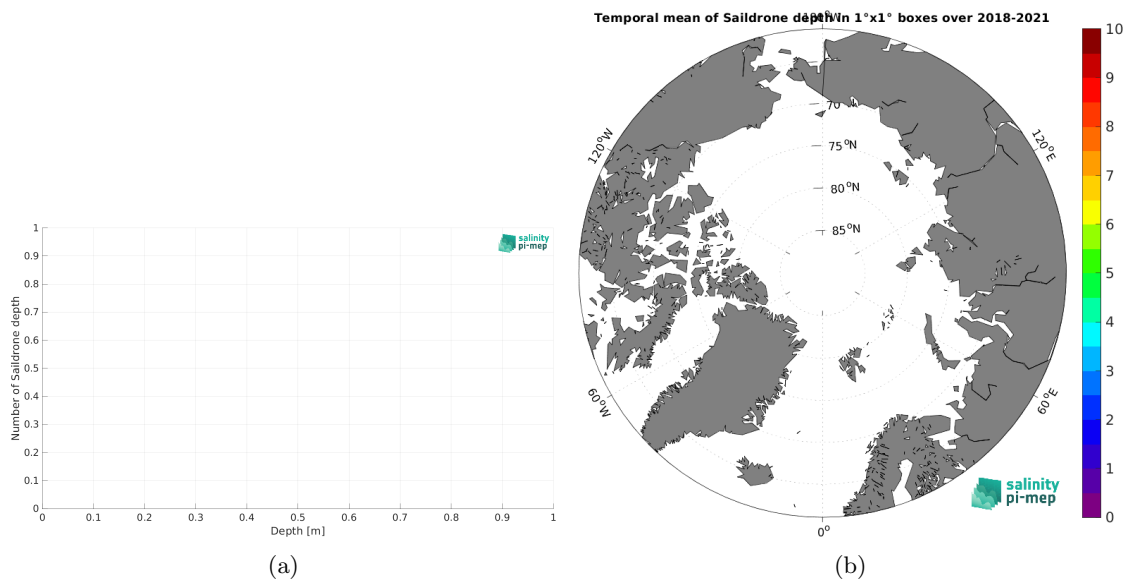 Temporal mean of Saildrone depth in 1°x1° boxes over 2018-2021
180°W
10
9
8
7
6
5
4
3
2
1
0
70°N
75°N
80°N
85°N
120°W
120°E
60°W
60°E
0°
salinity
pi-mep
1
0.9
0.8
0.7
0.6
0.5
0.4
0.3
0.2
0.1
0
Number of Saildrone depth
salinity
pi-mep
0 0.1 0.2 0.3 0.4 0.5 0.6 0.7 0.8 0.9 1
Depth [m]
(a) (b)